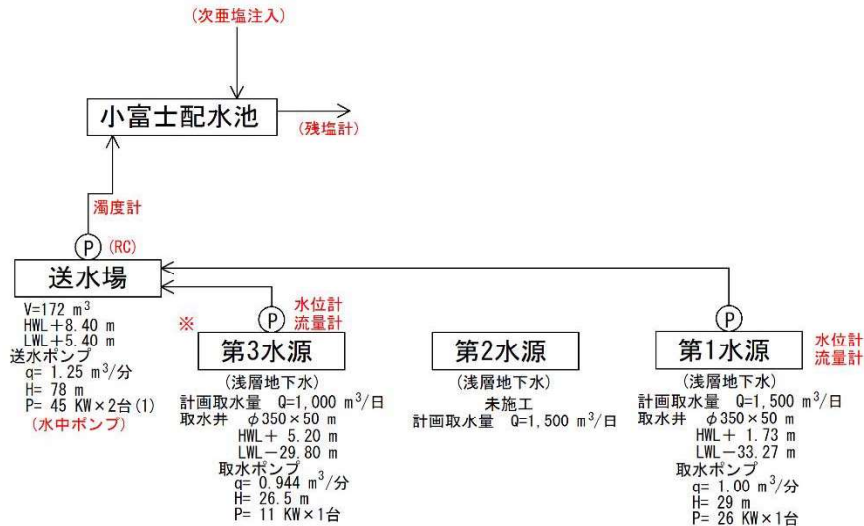 (次亜塩注入)
小富士配水池
(残塩計)
濁度計
P (RC)
送水場
V=172 m³
HWL+8.40 m
LWL+5.40 m
送水ポンプ
q= 1.25 m³/分
H= 78 m
P= 45 KW×2台(1)
(水中ポンプ)
※
P
水位計
流量計
第3水源
(浅層地下水)
計画取水量 Q=1,000 m³/日
取水井 φ350×50 m
HWL+ 5.20 m
LWL-29.80 m
取水ポンプ
q= 0.944 m³/分
H= 26.5 m
P= 11 KW×1台
第2水源
(浅層地下水)
未施工
計画取水量 Q=1,500 m³/日
P
第1水源
水位計
流量計
(浅層地下水)
計画取水量 Q=1,500 m³/日
取水井 φ350×50 m
HWL+ 1.73 m
LWL-33.27 m
取水ポンプ
q= 1.00 m³/分
H= 29 m
P= 26 KW×1台